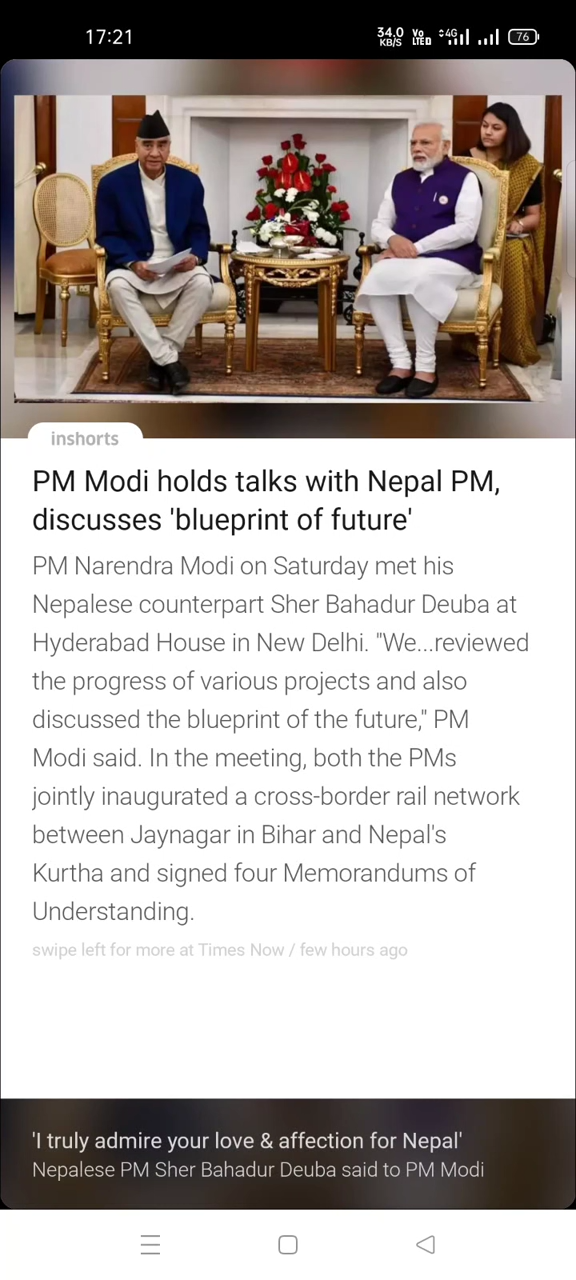 17:21
34.0 KB/S Vo LTED 4G 76
inshorts
PM Modi holds talks with Nepal PM,
discusses 'blueprint of future'
PM Narendra Modi on Saturday met his
Nepalese counterpart Sher Bahadur Deuba at
Hyderabad House in New Delhi. "We...reviewed
the progress of various projects and also
discussed the blueprint of the future," PM
Modi said. In the meeting, both the PMs
jointly inaugurated a cross-border rail network
between Jaynagar in Bihar and Nepal's
Kurtha and signed four Memorandums of
Understanding.
swipe left for more at Times Now / few hours ago
'I truly admire your love & affection for Nepal'
Nepalese PM Sher Bahadur Deuba said to PM Modi